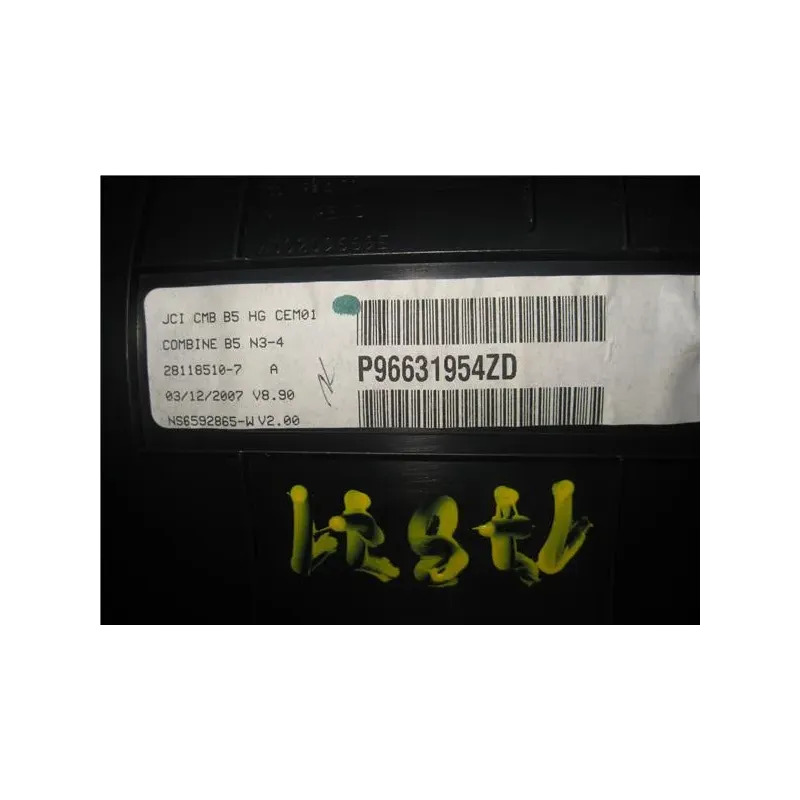 JCI CMB B5 HG CEM01
COMBINE B5 N3-4
28118510-7 A
03/12/2007 V8.90
NS6592865-W V2.00
P96631954ZD